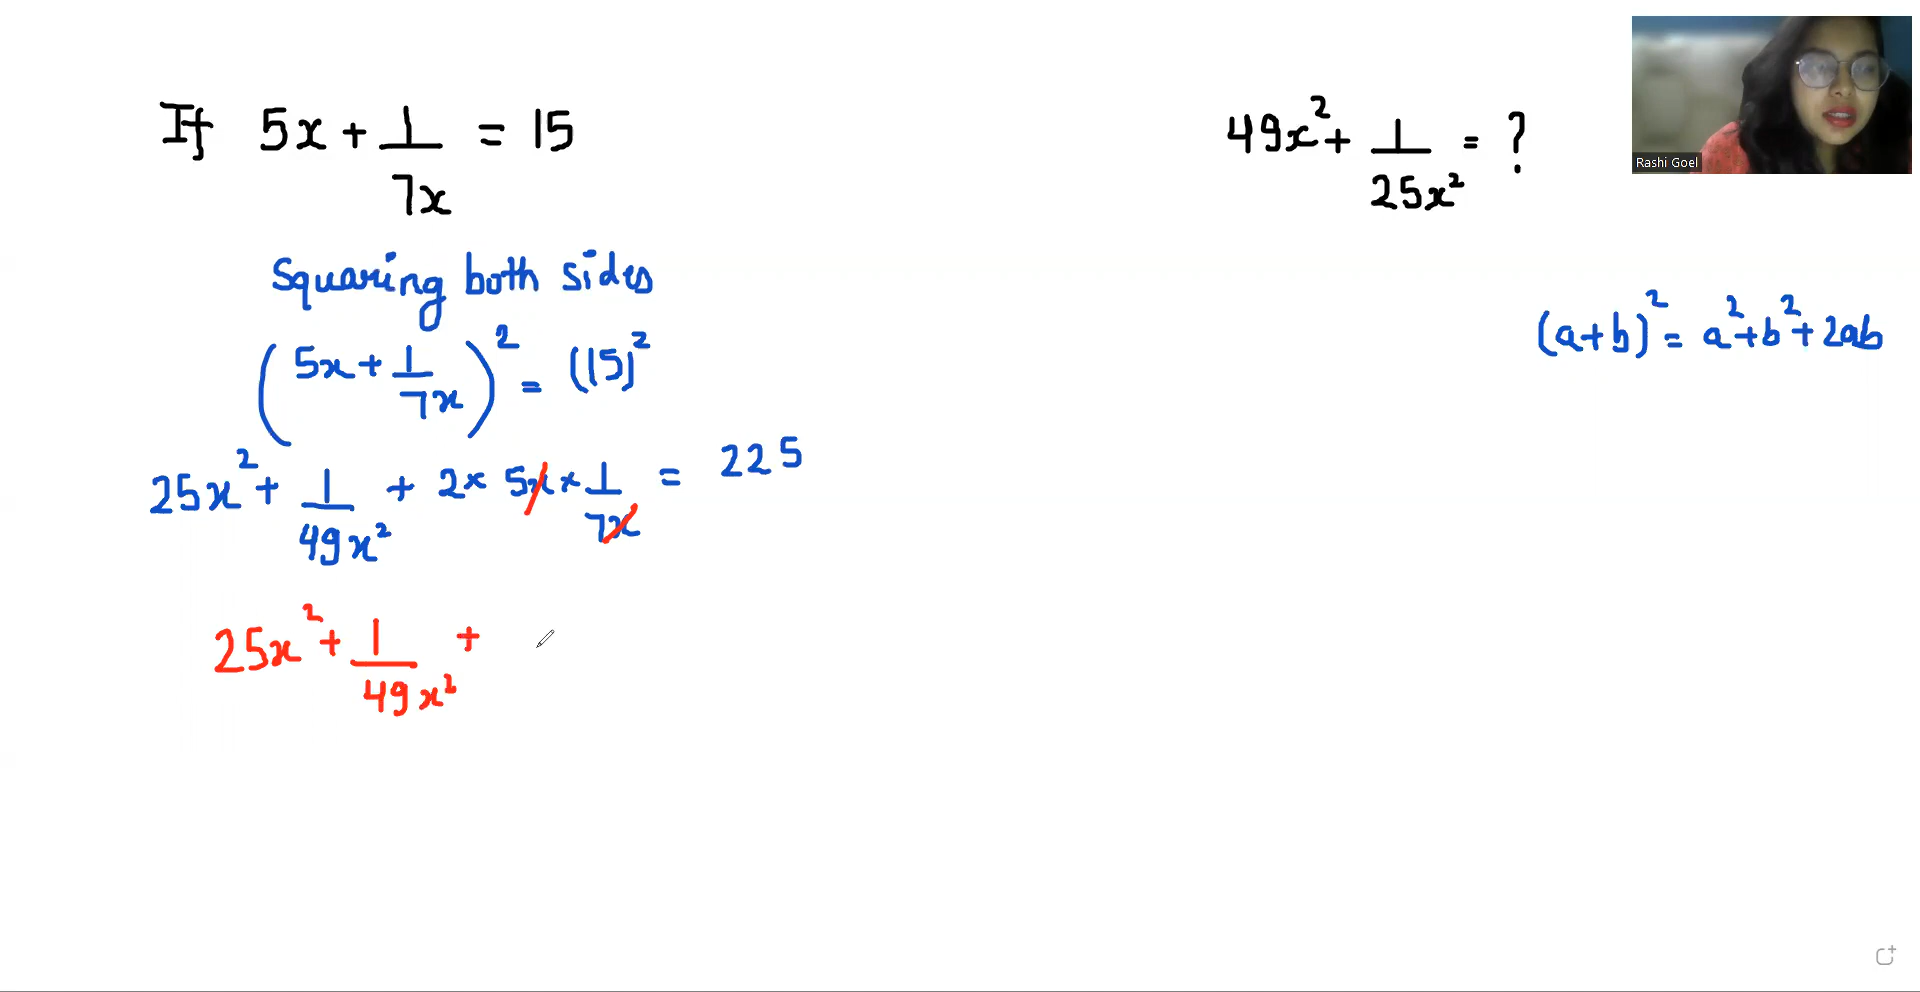 If 5x + 1/7x = 15
49x² + 1/25x² = ?
Rashi Goel
Squaring both sides
(a+b)² = a² + b² + 2ab
(5x + 1/7x)² = (15)²
25x² + 1/49x² + 2 × 5x × 1/7x = 225
25x² + 1/49x² +